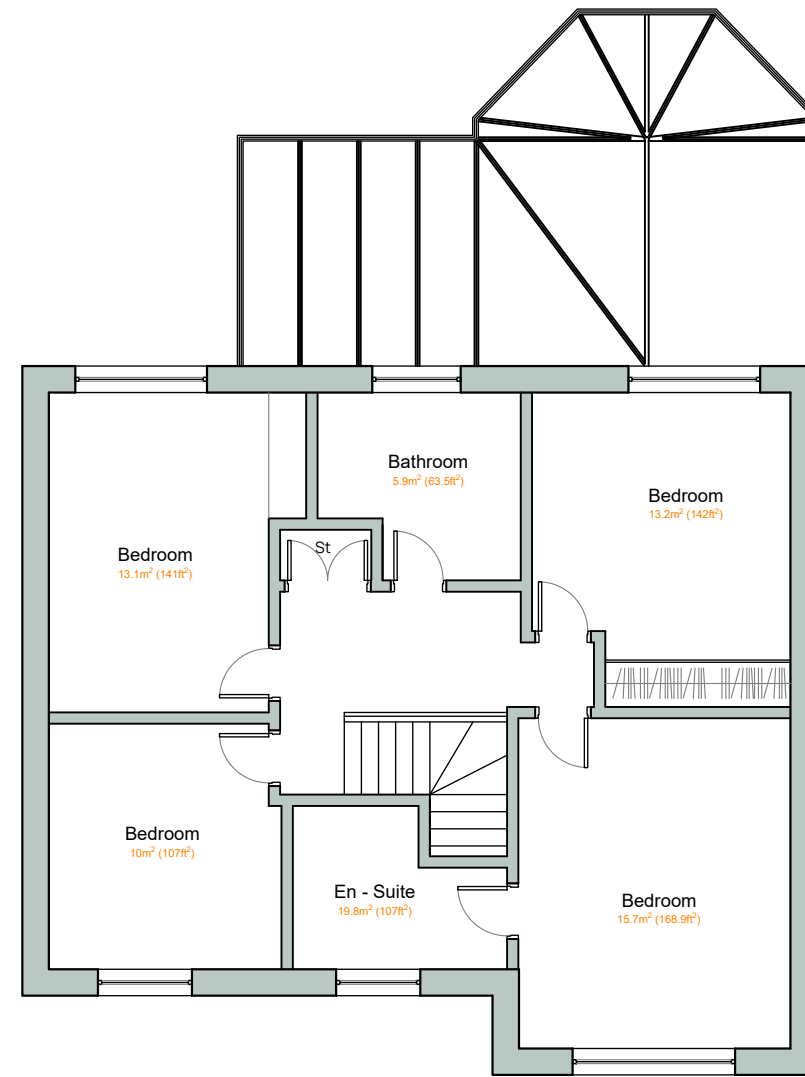 Bathroom
5.9m² (63.5ft²)
Bedroom
13.2m² (142ft²)
St
Bedroom
13.1m² (141ft²)
Bedroom
10m² (107ft²)
En - Suite
19.8m² (107ft²)
Bedroom
15.7m² (168.9ft²)